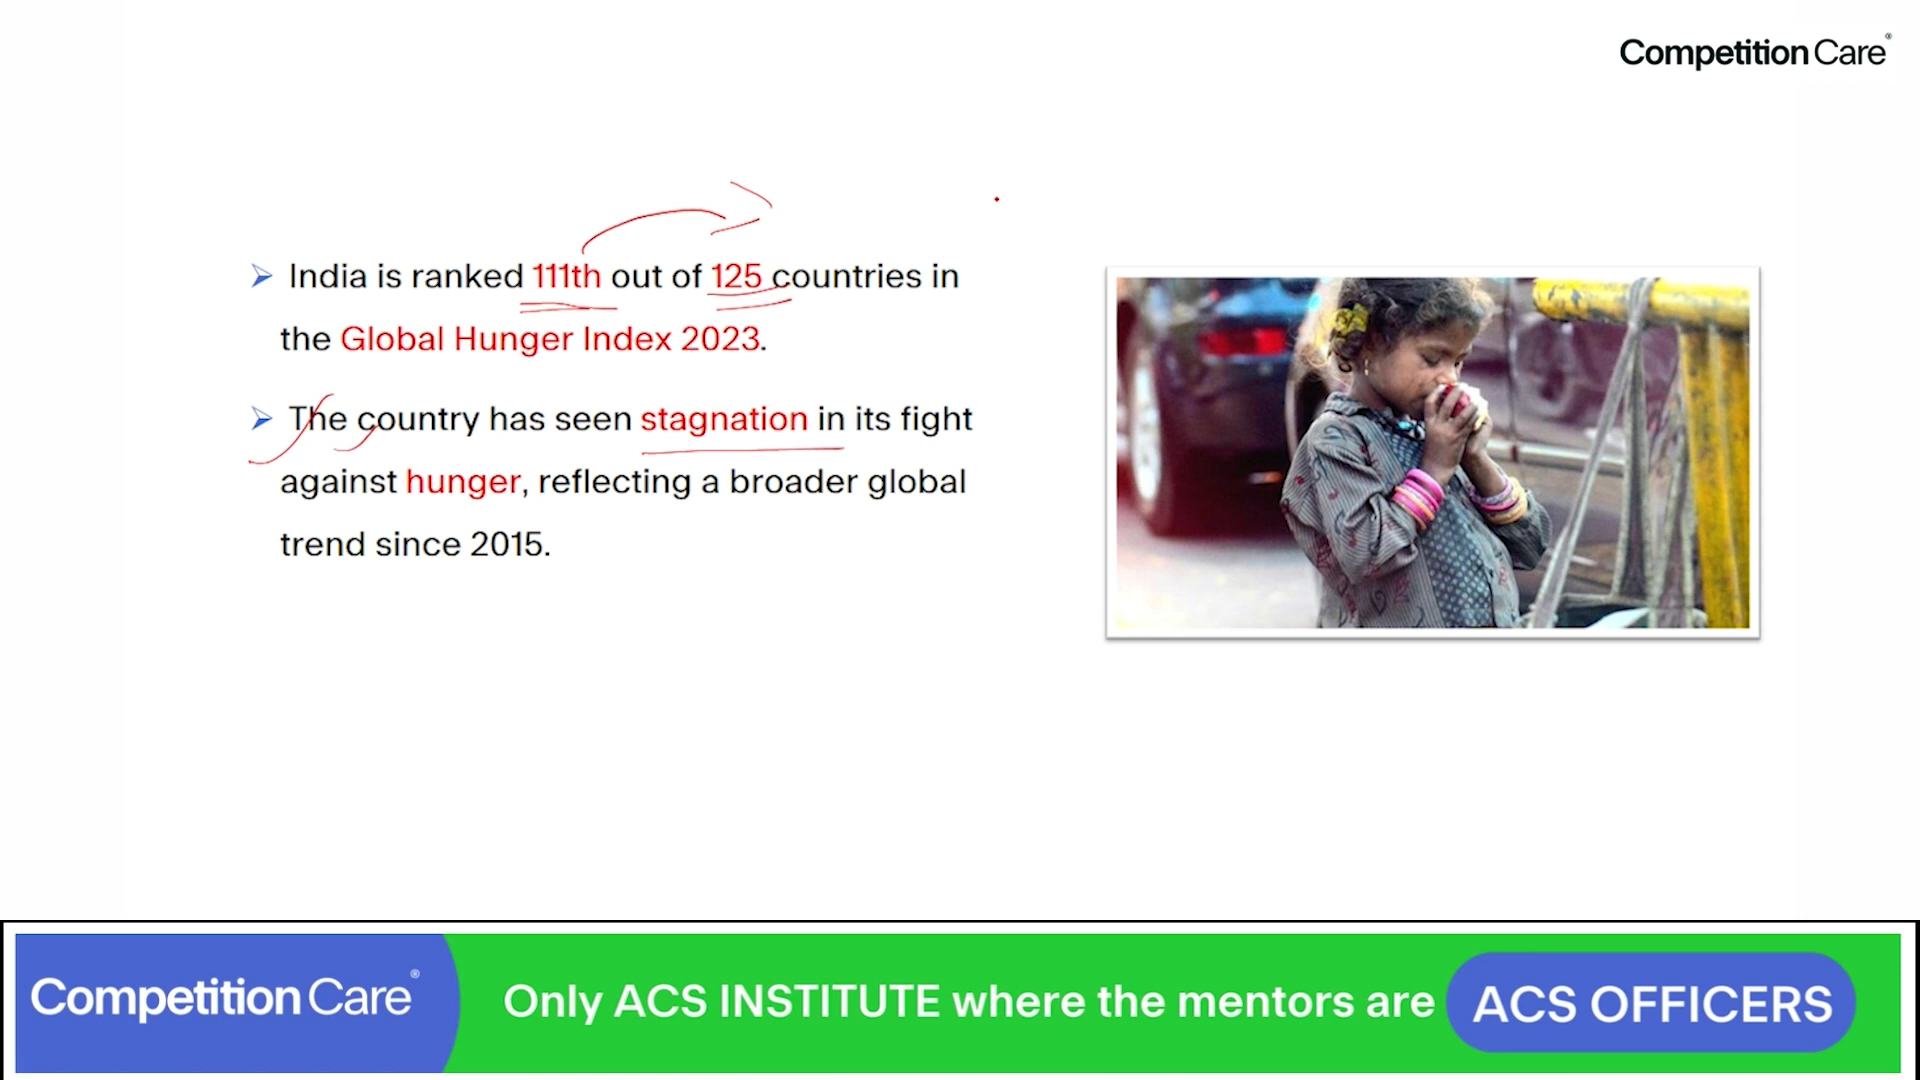 Competition Care®
India is ranked 111th out of 125 countries in
the Global Hunger Index 2023.
The country has seen stagnation in its fight
against hunger, reflecting a broader global
trend since 2015.
Competition Care®
Only ACS INSTITUTE where the mentors are ACS OFFICERS